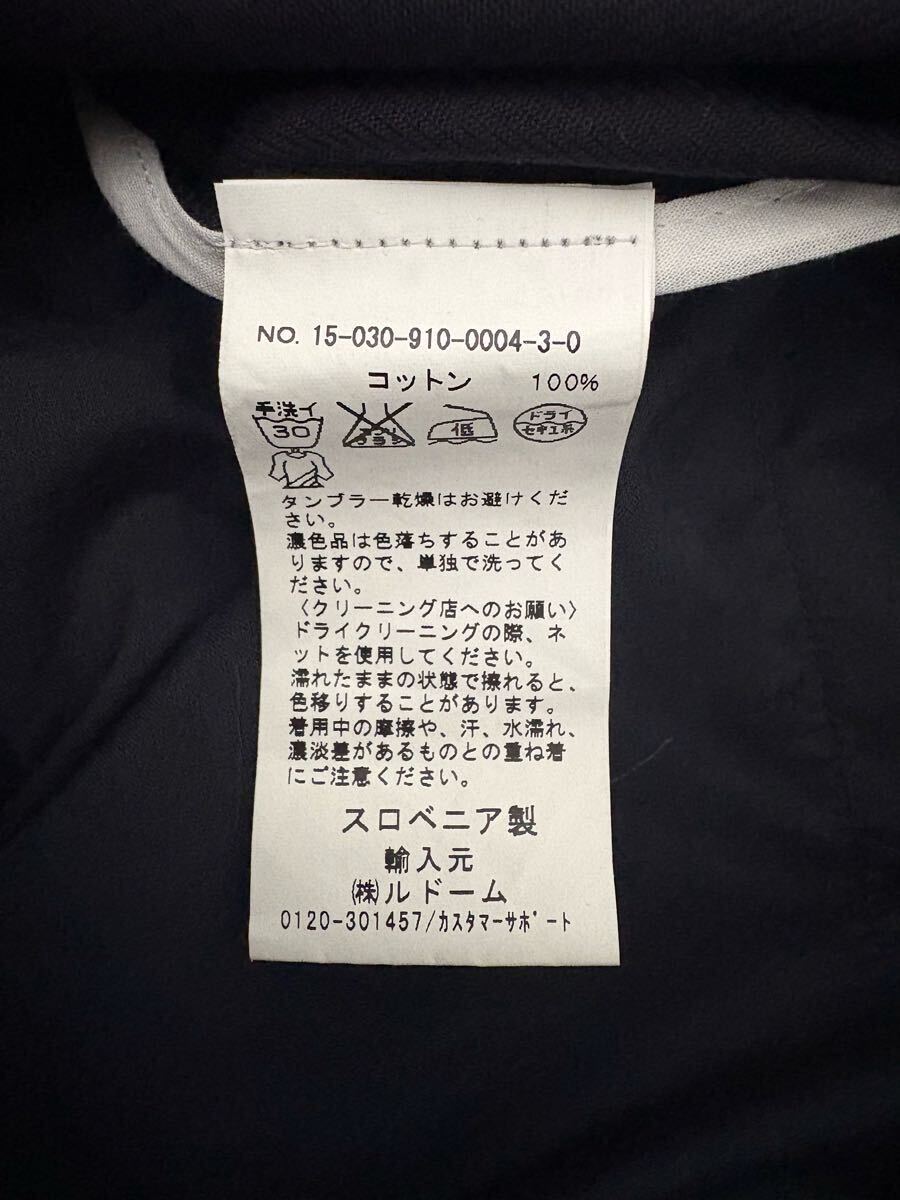 NO. 15-030-910-0004-3-0
コットン 100%
手洗イ
30
エンソ
サラシ
低
ドライ
セキユ系
タンブラー乾燥はお避けくだ
さい。
濃色品は色落ちすることがあ
りますので、単独で洗ってく
ださい。
〈クリーニング店へのお願い〉
ドライクリーニングの際、ネ
ットを使用してください。
濡れたままの状態で擦れると、
色移りすることがあります。
着用中の摩擦や、汗、水濡れ、
濃淡差があるものとの重ね着
にご注意ください。
スロベニア製
輸入元
㈱ルドーム
0120-301457/カスタマーサポート